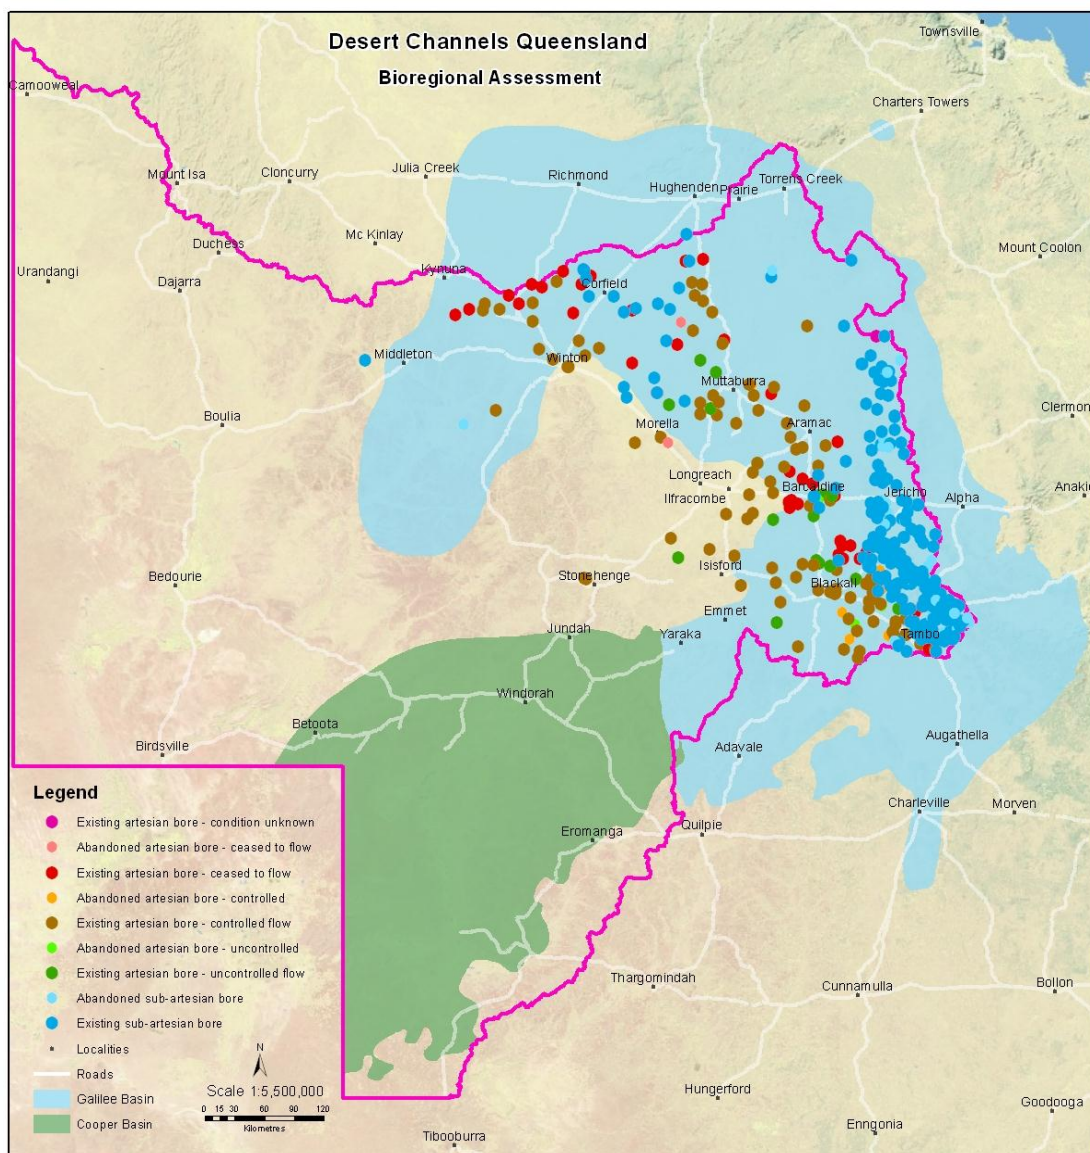 Desert Channels Queensland
Bioregional Assessment
Townsville
Camooweal
Charters Towers
Mount Isa
Cloncurry
Julia Creek
Richmond
Hughenden
Prairie
Torrens Creek
Duchess
Mc Kinlay
Mount Coolon
Urandangi
Dajarra
Kynuna
Corfield
Middleton
Winton
Muttaburra
Boulia
Morella
Aramac
Clermont
Longreach
Ilfracombe
Barcaldine
Jericho
Alpha
Anakie
Bedourie
Stonehenge
Isisford
Blackall
Emmet
Jundah
Yaraka
Tambo
Windorah
Betoota
Birdsville
Adavale
Augathella
Charleville
Morven
Eromanga
Quilpie
Thargomindah
Cunnamulla
Bollon
Hungerford
Goodooga
Enngonia
Tibooburra
Legend
Existing artesian bore - condition unknown
Abandoned artesian bore - ceased to flow
Existing artesian bore - ceased to flow
Abandoned artesian bore - controlled
Existing artesian bore - controlled flow
Abandoned artesian bore - uncontrolled
Existing artesian bore - uncontrolled flow
Abandoned sub-artesian bore
Existing sub-artesian bore
Localities
Roads
Galilee Basin
Cooper Basin
N
Scale 1:5,500,000
0 15 30 60 90 120
Kilometres